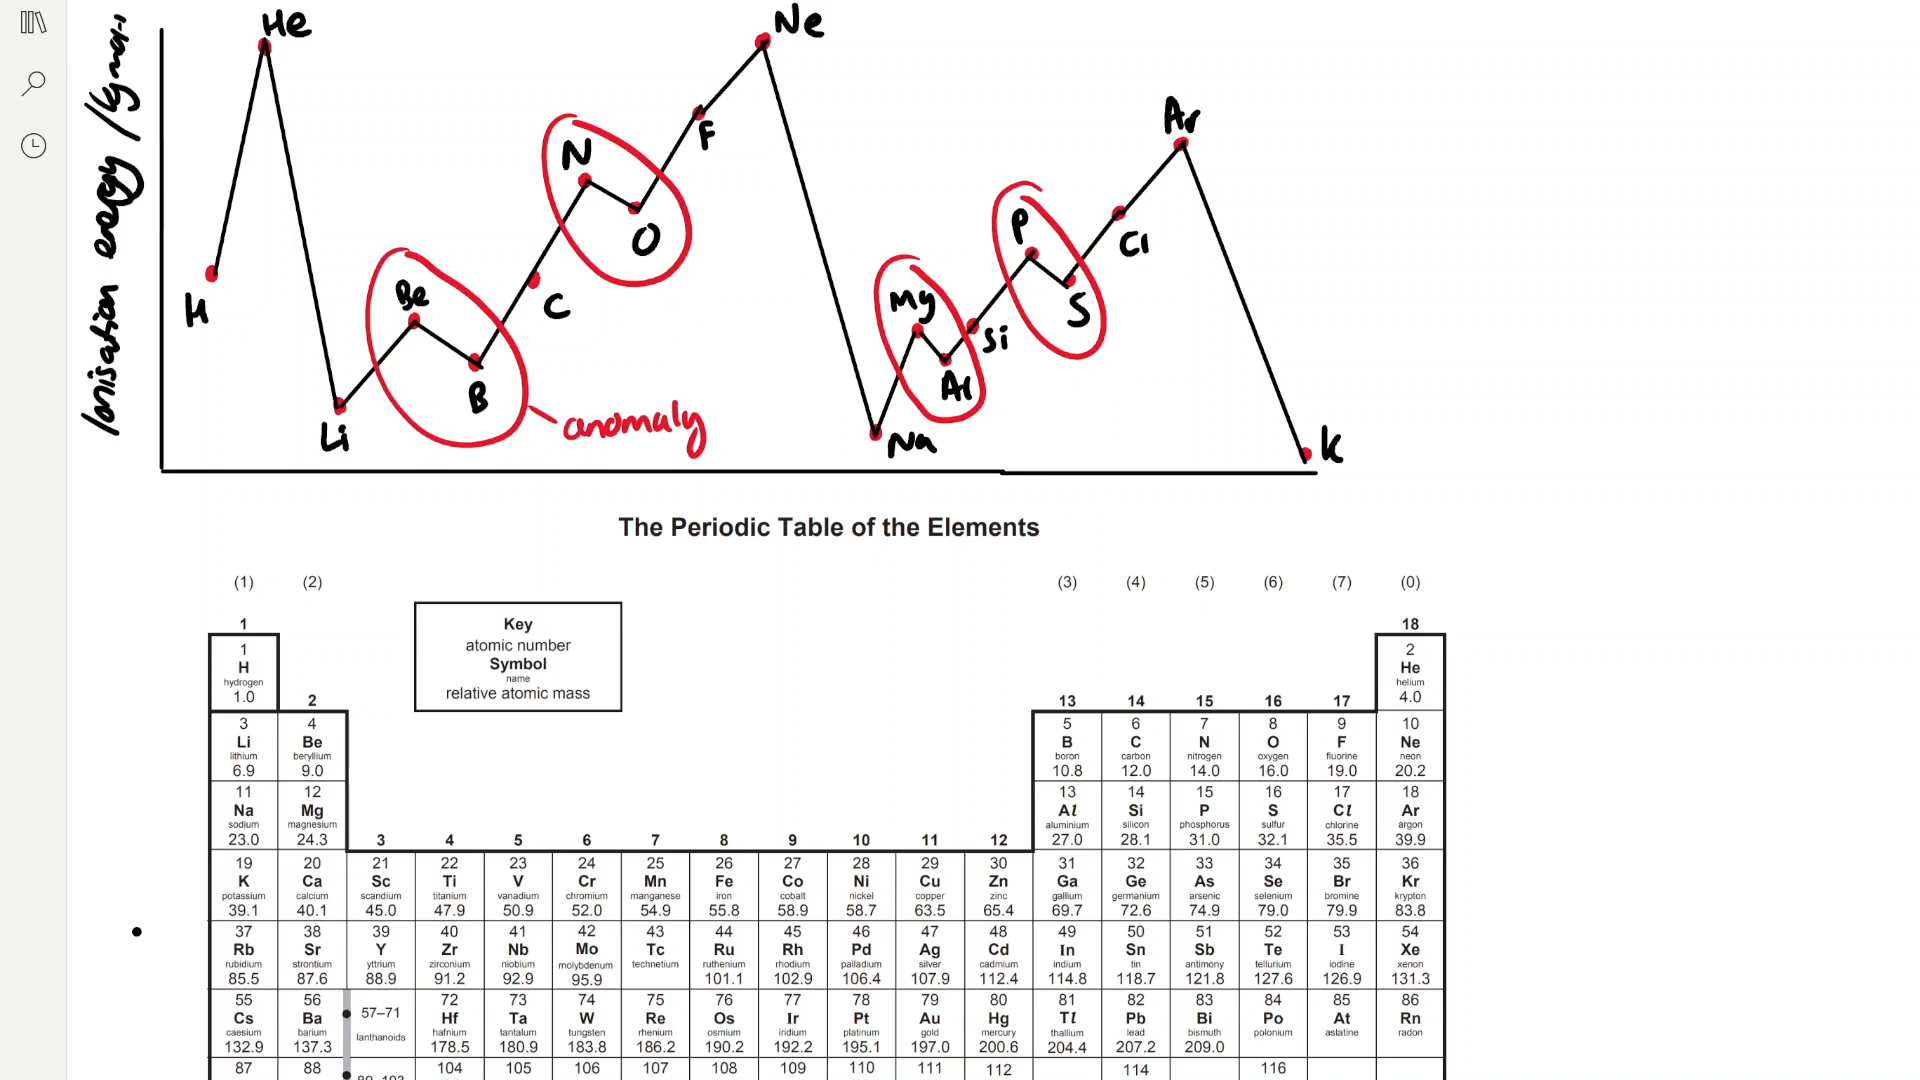 He
Ne
Ionisation energy /Kjmol-1
Ar
N
F
P
Cl
O
Be
Mg
S
H
C
Si
B
Al
Li
anomaly
Na
K
The Periodic Table of the Elements
(1) (2) (3) (4) (5) (6) (7) (0)
1 18
Key
atomic number
Symbol
name
relative atomic mass
1 2
H He
hydrogen helium
1.0 4.0
2 13 14 15 16 17
3 4 5 6 7 8 9 10
Li Be B C N O F Ne
lithium beryllium boron carbon nitrogen oxygen fluorine neon
6.9 9.0 10.8 12.0 14.0 16.0 19.0 20.2
11 12 13 14 15 16 17 18
Na Mg Al Si P S Cl Ar
sodium magnesium aluminium silicon phosphorus sulfur chlorine argon
23.0 24.3 27.0 28.1 31.0 32.1 35.5 39.9
3 4 5 6 7 8 9 10 11 12
19 20 21 22 23 24 25 26 27 28 29 30 31 32 33 34 35 36
K Ca Sc Ti V Cr Mn Fe Co Ni Cu Zn Ga Ge As Se Br Kr
potassium calcium scandium titanium vanadium chromium manganese iron cobalt nickel copper zinc gallium germanium arsenic selenium bromine krypton
39.1 40.1 45.0 47.9 50.9 52.0 54.9 55.8 58.9 58.7 63.5 65.4 69.7 72.6 74.9 79.0 79.9 83.8
37 38 39 40 41 42 43 44 45 46 47 48 49 50 51 52 53 54
Rb Sr Y Zr Nb Mo Tc Ru Rh Pd Ag Cd In Sn Sb Te I Xe
rubidium strontium yttrium zirconium niobium molybdenum technetium ruthenium rhodium palladium silver cadmium indium tin antimony tellurium iodine xenon
85.5 87.6 88.9 91.2 92.9 95.9 101.1 102.9 106.4 107.9 112.4 114.8 118.7 121.8 127.6 126.9 131.3
55 56 57–71 72 73 74 75 76 77 78 79 80 81 82 83 84 85 86
Cs Ba Hf Ta W Re Os Ir Pt Au Hg Tl Pb Bi Po At Rn
caesium barium lanthanoids hafnium tantalum tungsten rhenium osmium iridium platinum gold mercury thallium lead bismuth polonium astatine radon
132.9 137.3 178.5 180.9 183.8 186.2 190.2 192.2 195.1 197.0 200.6 204.4 207.2 209.0
87 88 104 105 106 107 108 109 110 111 112 114 116